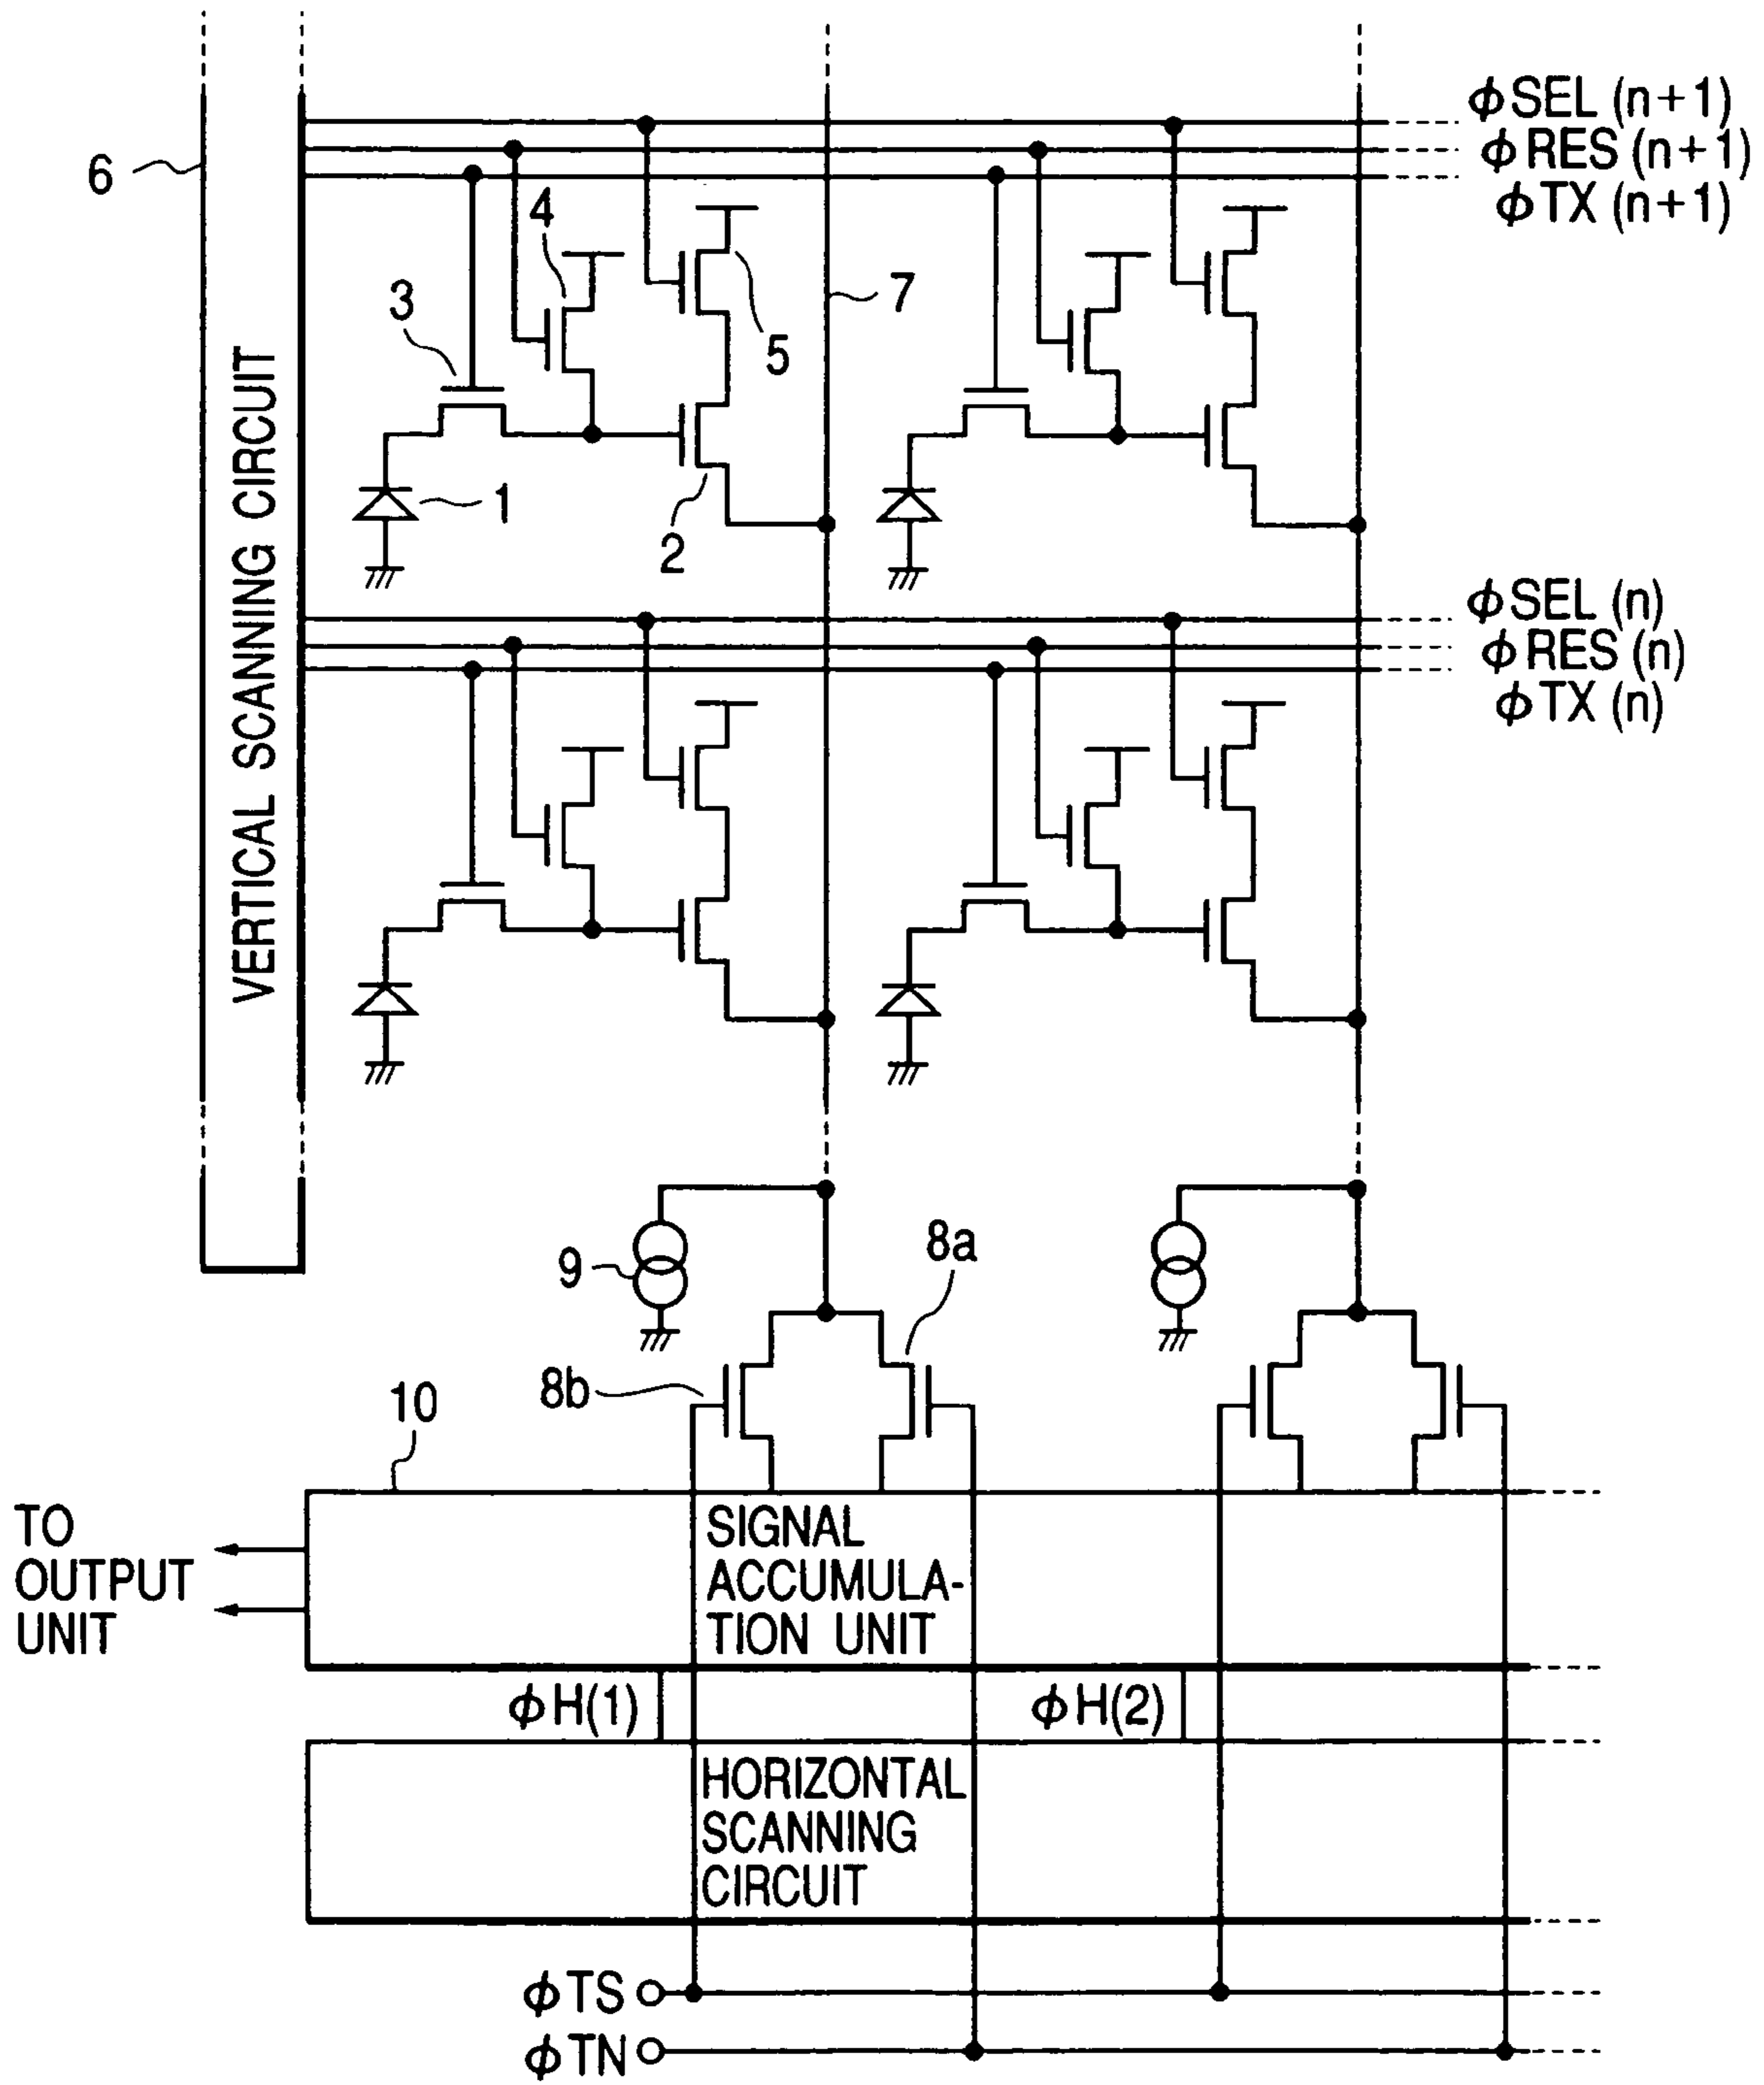 φSEL (n+1)
φRES (n+1)
φTX (n+1)
6
4
3
7
5
1
2
VERTICAL SCANNING CIRCUIT
φSEL (n)
φRES (n)
φTX (n)
9
8a
8b
10
TO
OUTPUT
UNIT
SIGNAL
ACCUMULA-
TION UNIT
φH(1)
φH(2)
HORIZONTAL
SCANNING
CIRCUIT
φTS
φTN